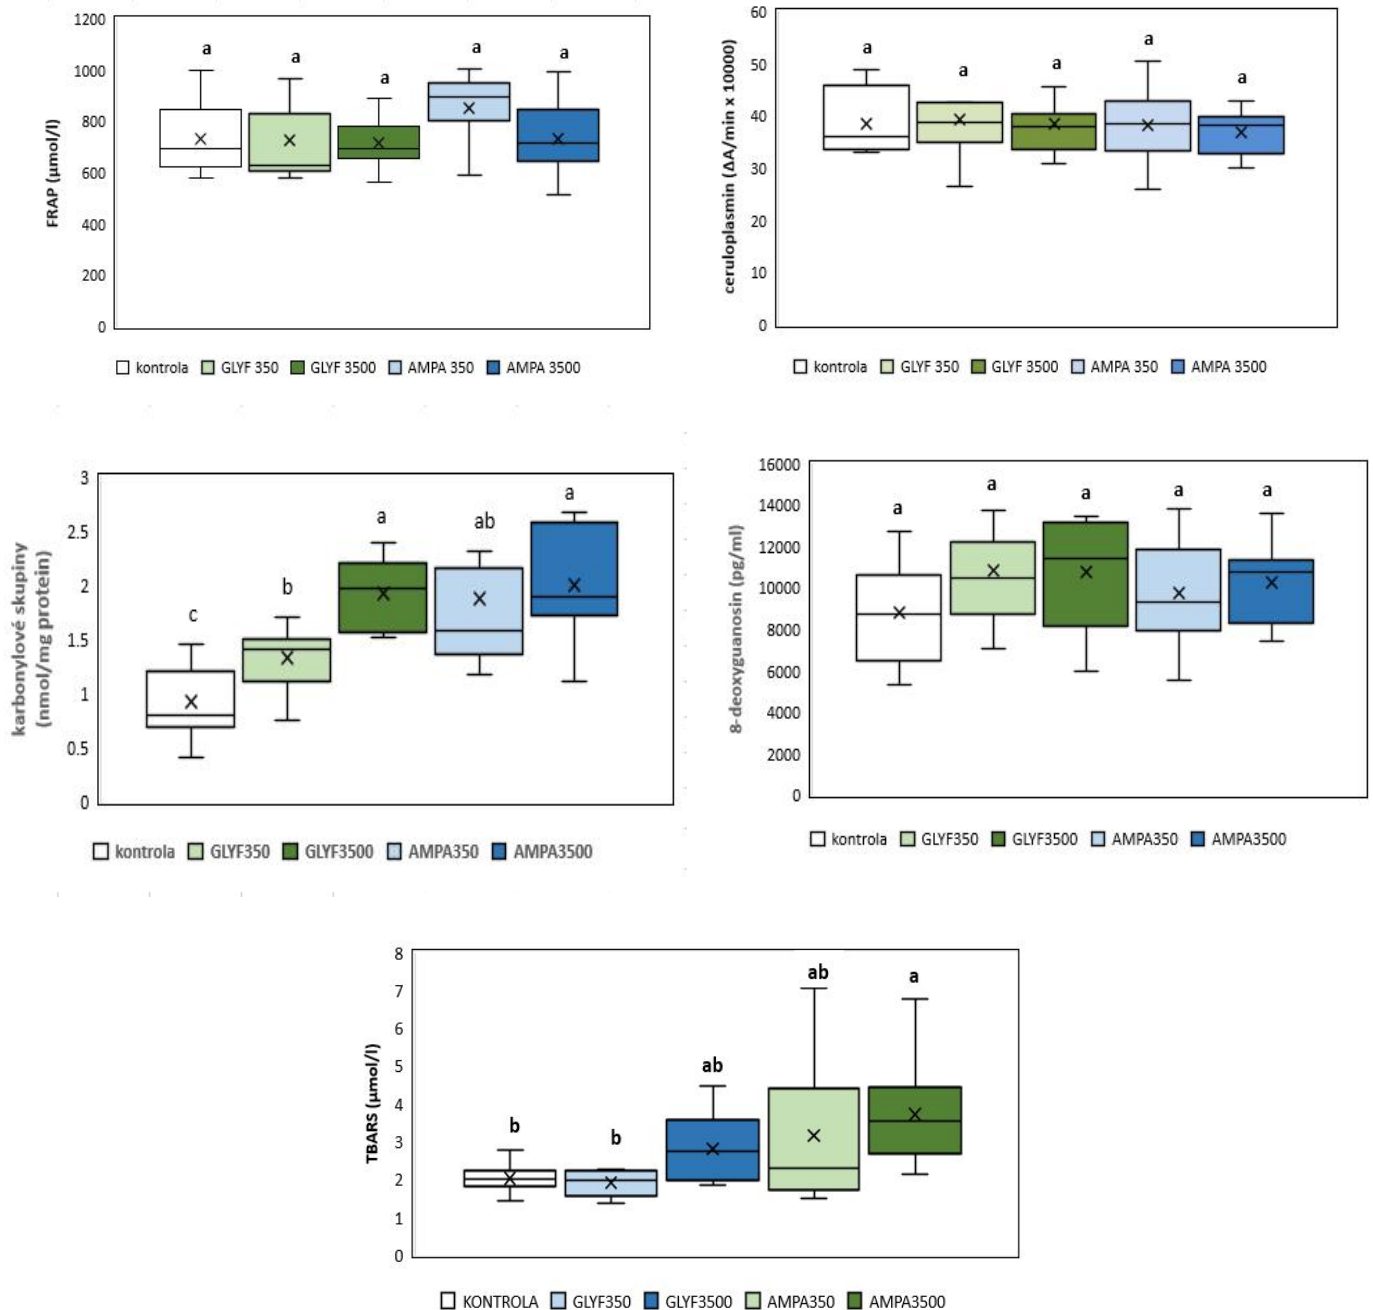 1200
1000
800
600
400
200
0
FRAP (µmol/l)
a
a
a
a
a
kontrola GLYF 350 GLYF 3500 AMPA 350 AMPA 3500
60
50
40
30
20
10
0
ceruloplasmin (ΔA/min x 10000)
a
a
a
a
a
kontrola GLYF 350 GLYF 3500 AMPA 350 AMPA 3500
3
2.5
2
1.5
1
0.5
0
karbonylové skupiny
(nmol/mg protein)
c
b
a
ab
a
kontrola GLYF350 GLYF3500 AMPA350 AMPA3500
16000
14000
12000
10000
8000
6000
4000
2000
0
8-deoxyguanosin (pg/ml)
a
a
a
a
a
kontrola GLYF350 GLYF3500 AMPA350 AMPA3500
8
7
6
5
4
3
2
1
0
TBARS (µmol/l)
b
b
ab
ab
a
KONTROLA GLYF350 GLYF3500 AMPA350 AMPA3500